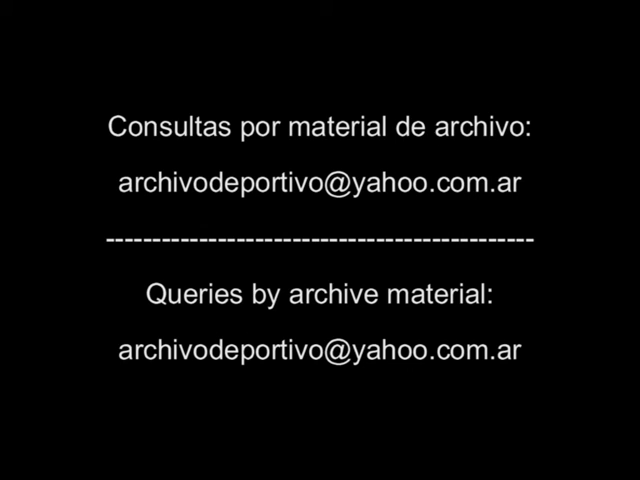 Consultas por material de archivo:
archivodeportivo@yahoo.com.ar
----------------------------------------------
Queries by archive material:
archivodeportivo@yahoo.com.ar